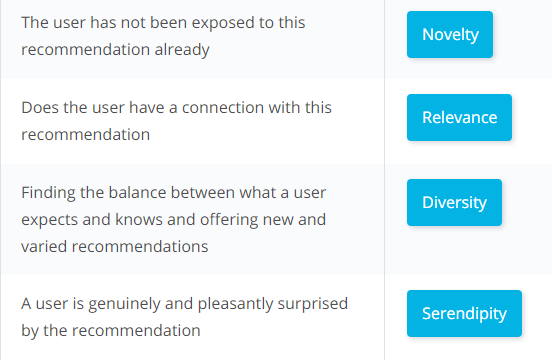 The user has not been exposed to this
recommendation already
Novelty
Does the user have a connection with this
recommendation
Relevance
Finding the balance between what a user
expects and knows and offering new and
varied recommendations
Diversity
A user is genuinely and pleasantly surprised
by the recommendation
Serendipity